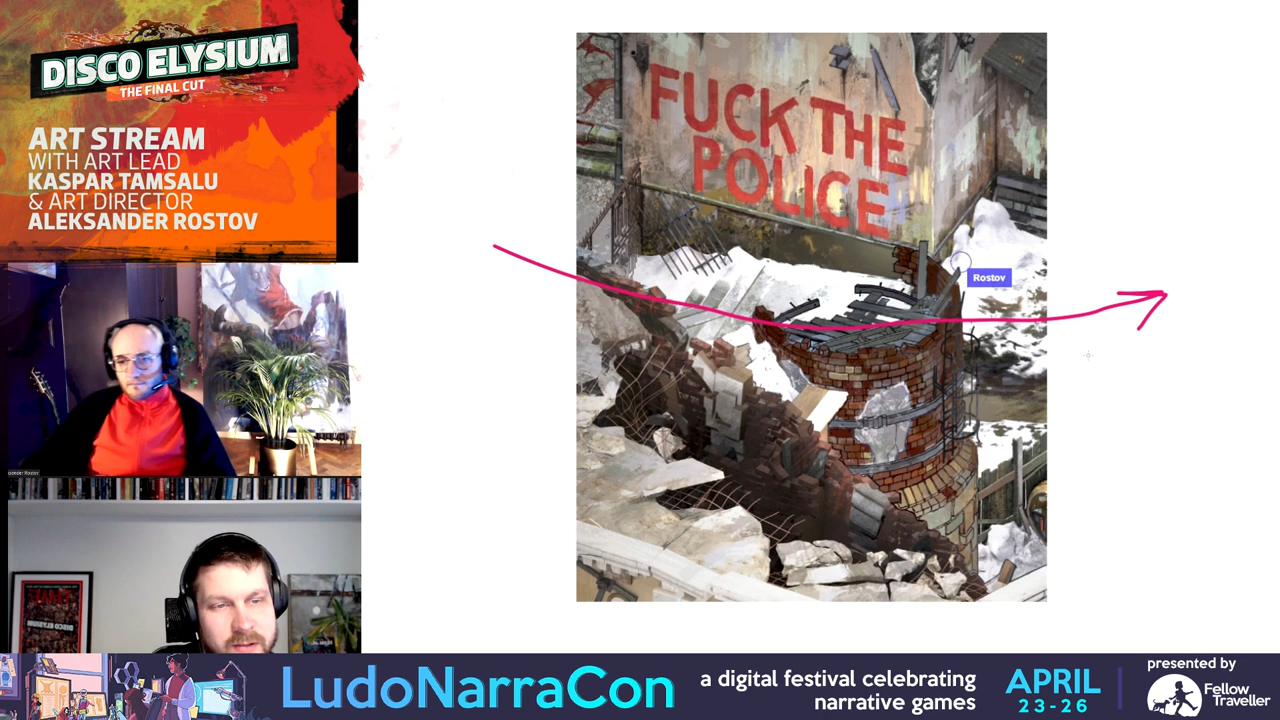 DISCO ELYSIUM
THE FINAL CUT
ART STREAM
WITH ART LEAD
KASPAR TAMSALU
& ART DIRECTOR
ALEKSANDER ROSTOV
FUCK THE
POLICE
Rostov
LudoNarraCon
a digital festival celebrating
narrative games
APRIL
23-26
presented by
Fellow
Traveller